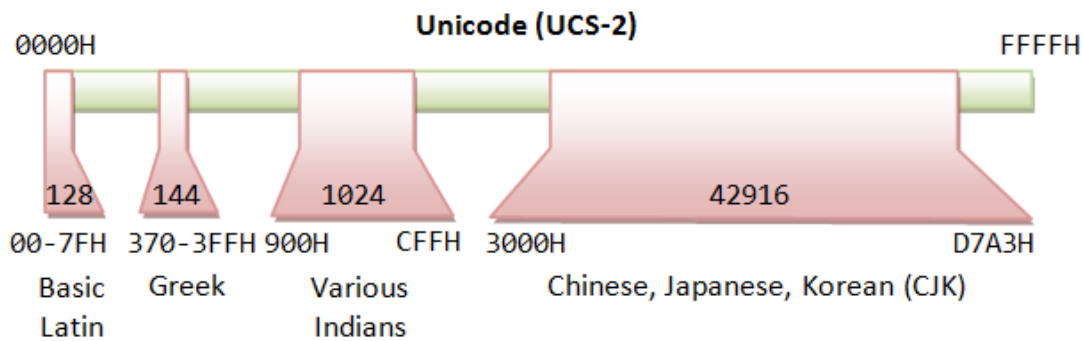 Unicode (UCS-2)
0000H FFFFH
128 144 1024 42916
00-7FH 370-3FFH 900H CFFH 3000H D7A3H
Basic Greek Various Chinese, Japanese, Korean (CJK)
Latin Indians